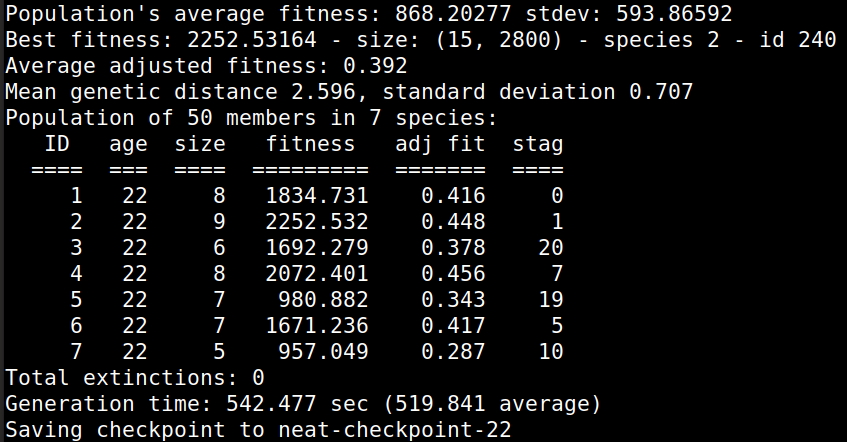 Population's average fitness: 868.20277 stdev: 593.86592
Best fitness: 2252.53164 - size: (15, 2800) - species 2 - id 240
Average adjusted fitness: 0.392
Mean genetic distance 2.596, standard deviation 0.707
Population of 50 members in 7 species:
   ID   age  size   fitness   adj fit  stag
  ====  ===  ====  =========  =======  ====
     1   22     8   1834.731    0.416     0
     2   22     9   2252.532    0.448     1
     3   22     6   1692.279    0.378    20
     4   22     8   2072.401    0.456     7
     5   22     7    980.882    0.343    19
     6   22     7   1671.236    0.417     5
     7   22     5    957.049    0.287    10
Total extinctions: 0
Generation time: 542.477 sec (519.841 average)
Saving checkpoint to neat-checkpoint-22